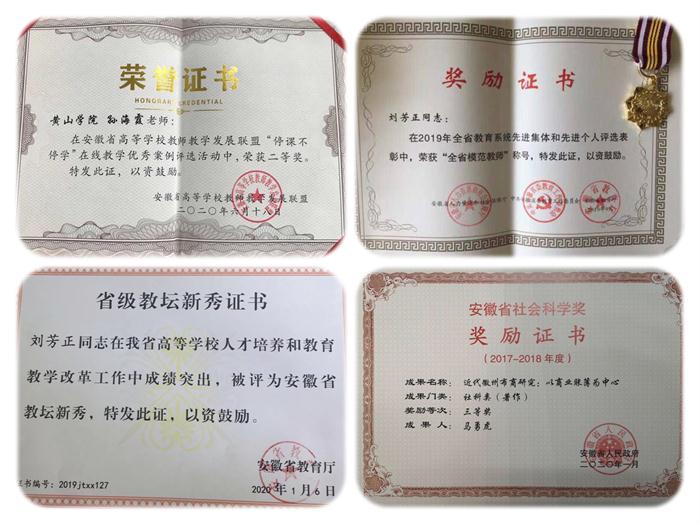 荣誉证书
HONORARY CREDENTIAL
黄山学院 孙海霞老师：
在安徽省高等学校教师教学发展联盟“停课不
停学”在线教学优秀案例评选活动中，荣获二等奖。
特发此证，以资鼓励。
安徽省高等学校教师教学发展联盟
二〇二〇年六月十八日
奖励证书
刘芳正同志：
在2019年全省教育系统先进集体和先进个人评选表
彰中，荣获“全省模范教师”称号，特发此证，以资鼓励。
省级教坛新秀证书
刘芳正同志在我省高等学校人才培养和教育
教学改革工作中成绩突出，被评为安徽省
教坛新秀，特发此证，以资鼓励。
安徽省教育厅
2020年1月6日
证书编号：2019jtxx127
安徽省社会科学奖
奖励证书
（2017-2018年度）
成果名称： 近代徽州布商研究：以商业账簿为中心
成果门类： 社科类（著作）
奖励等次： 三等奖
成果人： 马勇虎
安徽省人民政府
二〇二〇年一月